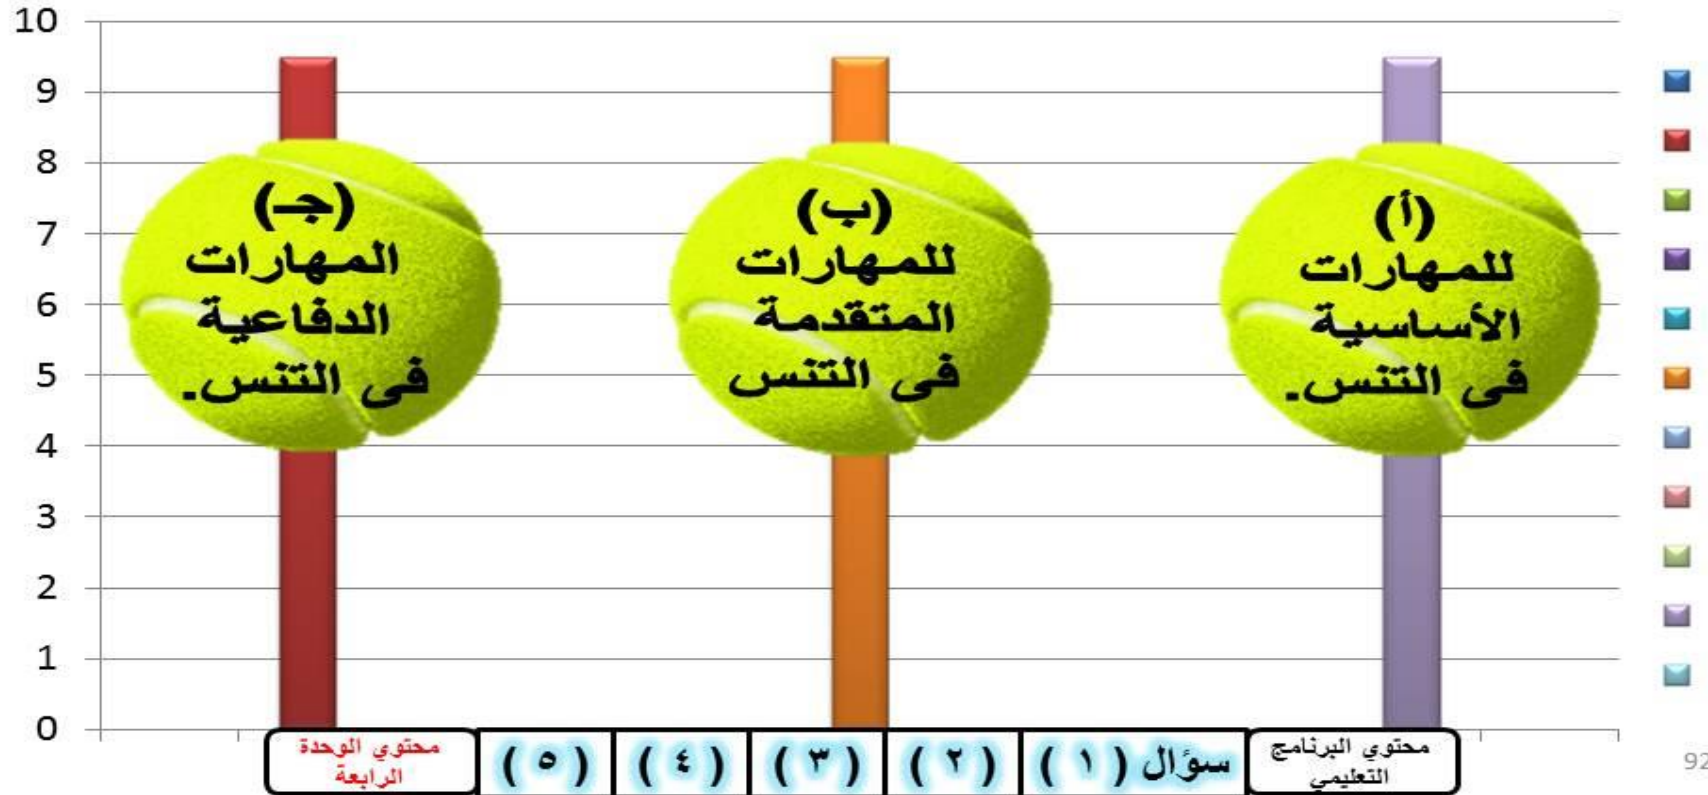 10
9
8
7
6
5
4
3
2
1
0
(أ)
للمهارات
الأساسية
فى التنس.
(ب)
للمهارات
المتقدمة
فى التنس
(جـ)
المهارات
الدفاعية
فى التنس.
محتوي البرنامج
التعليمي
سؤال ( ١ )
( ٢ )
( ٣ )
( ٤ )
( ٥ )
محتوي الوحدة
الرابعة
92